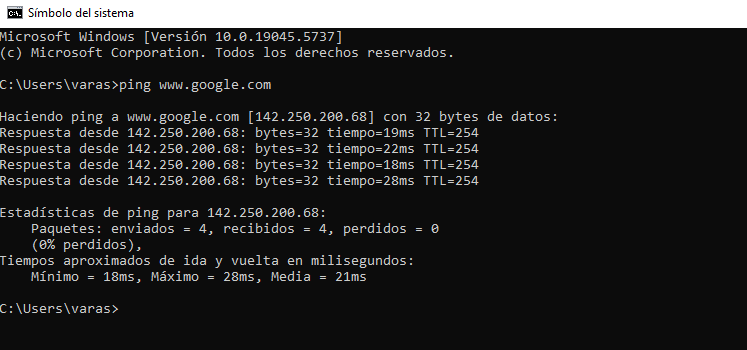 Símbolo del sistema
Microsoft Windows [Versión 10.0.19045.5737]
(c) Microsoft Corporation. Todos los derechos reservados.
C:\Users\varas>ping www.google.com
Haciendo ping a www.google.com [142.250.200.68] con 32 bytes de datos:
Respuesta desde 142.250.200.68: bytes=32 tiempo=19ms TTL=254
Respuesta desde 142.250.200.68: bytes=32 tiempo=22ms TTL=254
Respuesta desde 142.250.200.68: bytes=32 tiempo=18ms TTL=254
Respuesta desde 142.250.200.68: bytes=32 tiempo=28ms TTL=254
Estadísticas de ping para 142.250.200.68:
    Paquetes: enviados = 4, recibidos = 4, perdidos = 0
    (0% perdidos),
Tiempos aproximados de ida y vuelta en milisegundos:
    Mínimo = 18ms, Máximo = 28ms, Media = 21ms
C:\Users\varas>